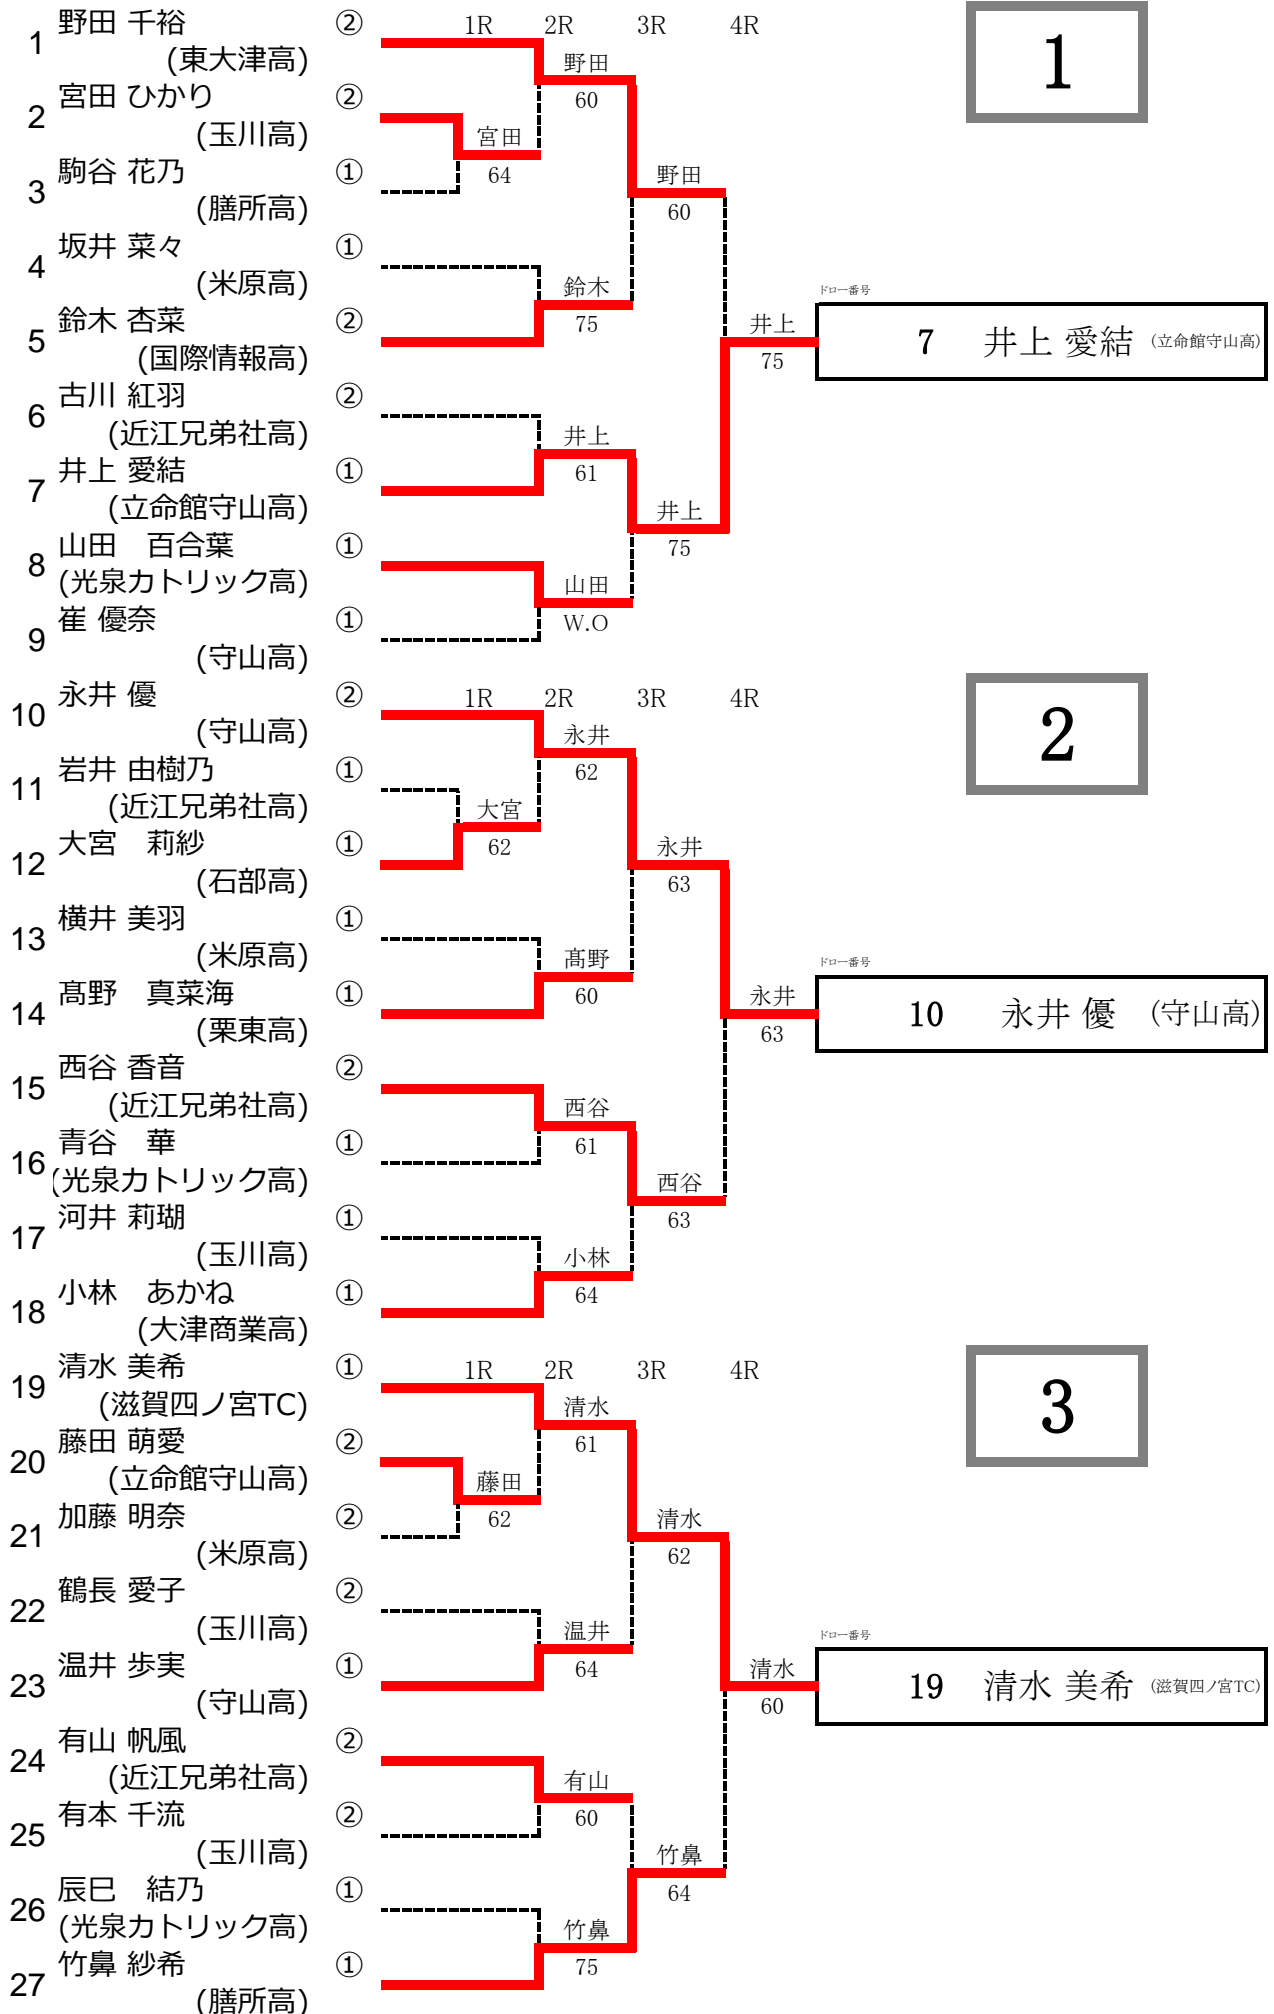 1 野田 千裕 ② 1R 2R 3R 4R 1
(東大津高) 野田
60
2 宮田 ひかり ②
(玉川高) 宮田
64
3 駒谷 花乃 ① 野田
(膳所高) 60
4 坂井 菜々 ①
(米原高) 鈴木
75
ドロー番号
5 鈴木 杏菜 ② 井上
(国際情報高) 75
7 井上 愛結 (立命館守山高)
6 古川 紅羽 ②
(近江兄弟社高) 井上
61
7 井上 愛結 ①
(立命館守山高) 井上
75
8 山田 百合葉 ①
(光泉カトリック高) 山田
W.O
9 崔 優奈 ①
(守山高)
10 永井 優 ② 1R 2R 3R 4R 2
(守山高) 永井
62
11 岩井 由樹乃 ①
(近江兄弟社高) 大宮
62
12 大宮 莉紗 ① 永井
(石部高) 63
13 横井 美羽 ①
(米原高) 髙野
60
ドロー番号
14 髙野 真菜海 ① 永井
(栗東高) 63
10 永井 優 (守山高)
15 西谷 香音 ②
(近江兄弟社高) 西谷
61
16 青谷 華 ①
(光泉カトリック高) 西谷
63
17 河井 莉瑚 ①
(玉川高) 小林
64
18 小林 あかね ①
(大津商業高)
19 清水 美希 ① 1R 2R 3R 4R 3
(滋賀四ノ宮TC) 清水
61
20 藤田 萌愛 ②
(立命館守山高) 藤田
62
21 加藤 明奈 ② 清水
(米原高) 62
22 鶴長 愛子 ②
(玉川高) 温井
64
ドロー番号
23 温井 歩実 ① 清水
(守山高) 60
19 清水 美希 (滋賀四ノ宮TC)
24 有山 帆風 ②
(近江兄弟社高) 有山
60
25 有本 千流 ②
(玉川高) 竹鼻
64
26 辰巳 結乃 ①
(光泉カトリック高) 竹鼻
75
27 竹鼻 紗希 ①
(膳所高)